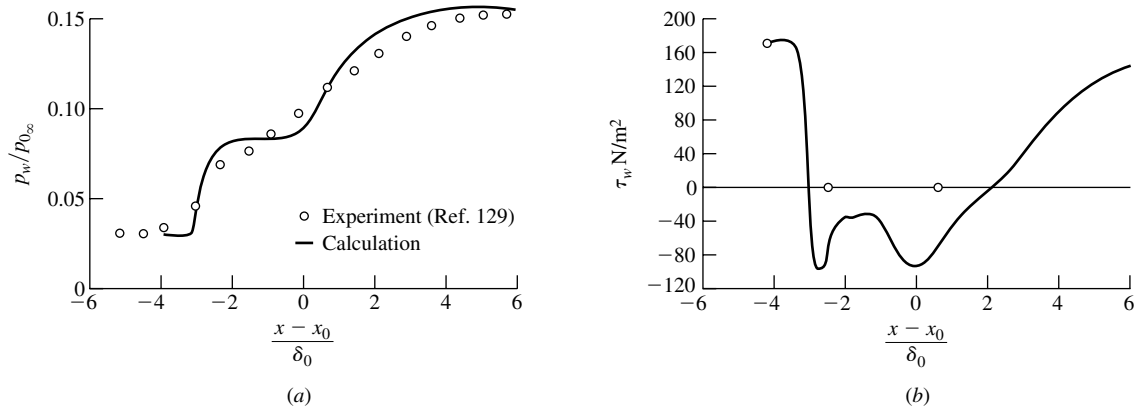 0.15
0.10
0.05
0
p_w/p_0∞
−6
−4
−2
0
2
4
6
x − x_0
δ_0
Experiment (Ref. 129)
Calculation
(a)
200
160
120
80
40
0
−40
−80
−120
τ_w N/m²
−6
−4
−2
0
2
4
6
x − x_0
δ_0
(b)